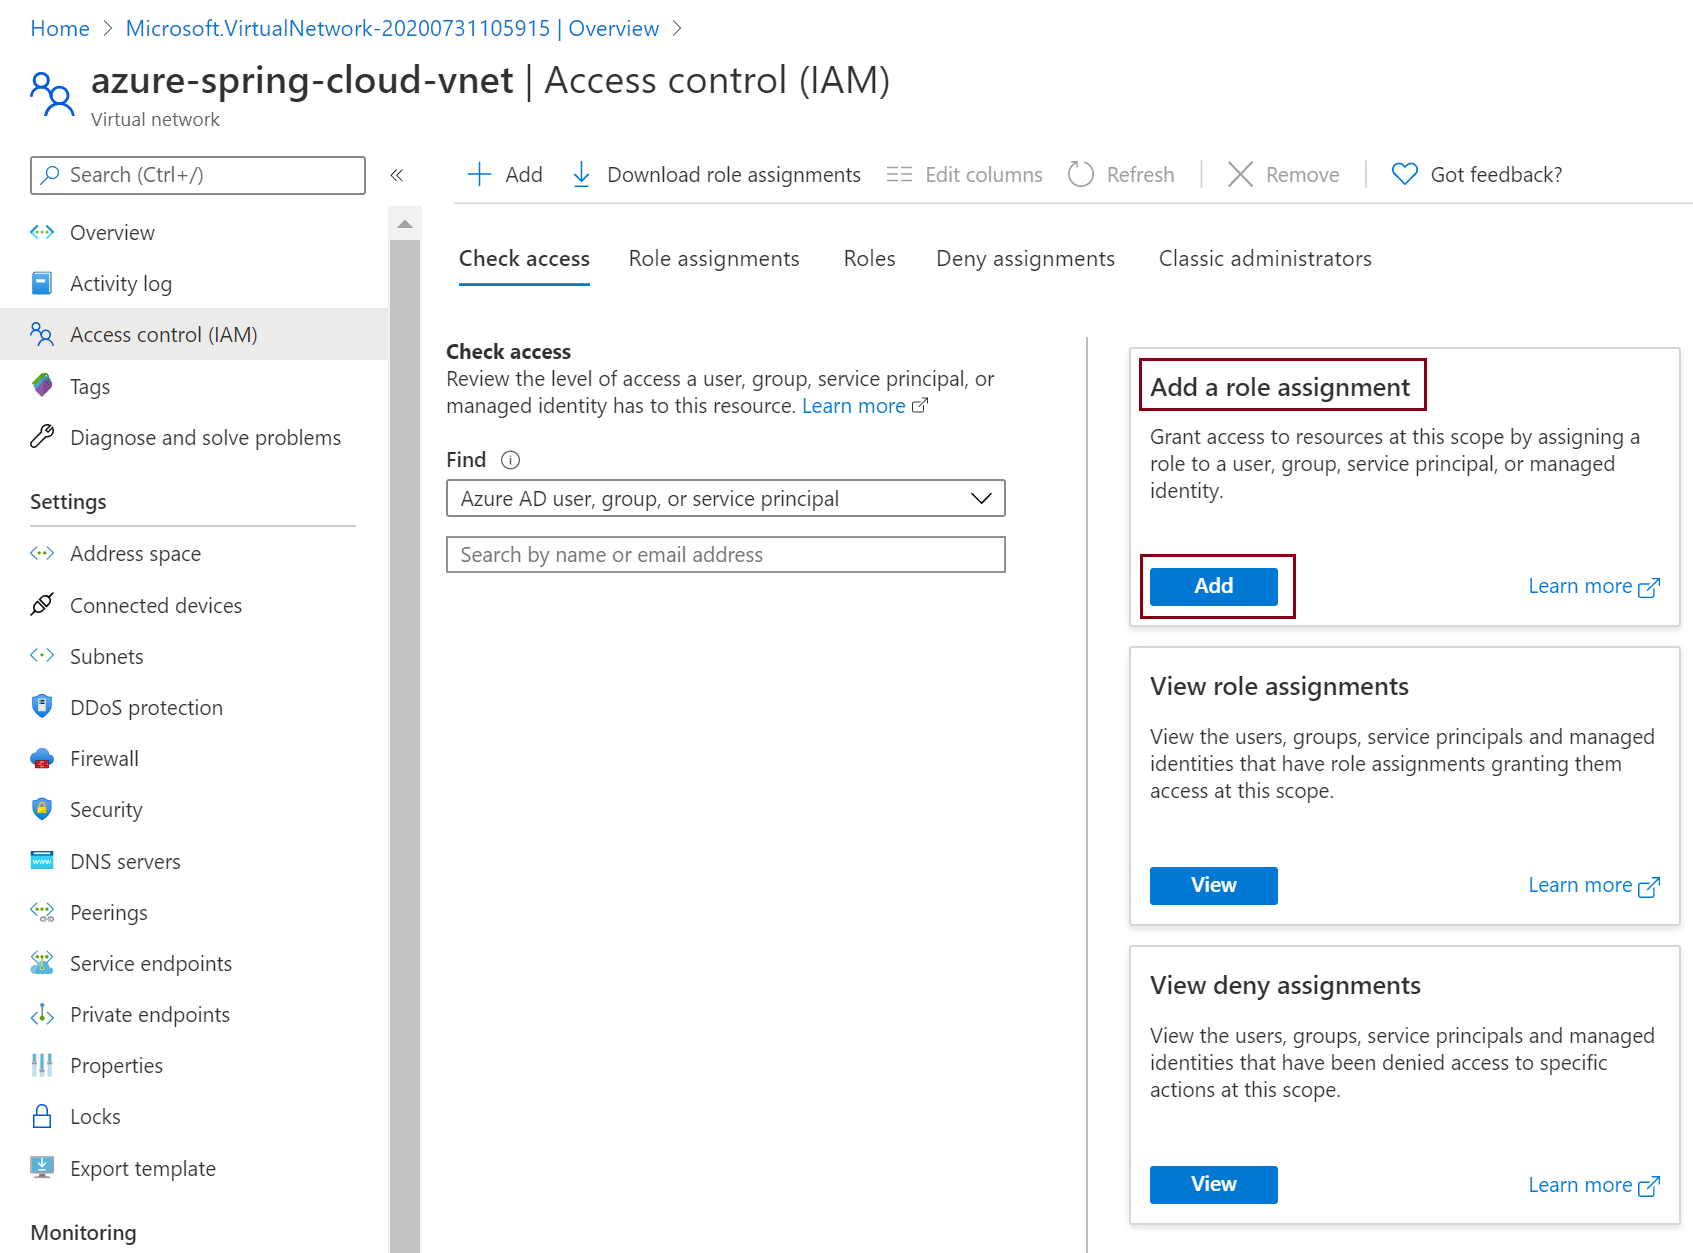 Home > Microsoft.VirtualNetwork-20200731105915 | Overview >
azure-spring-cloud-vnet | Access control (IAM)
Virtual network
Search (Ctrl+/)
«
Add
Download role assignments
Edit columns
Refresh
Remove
Got feedback?
Overview
Activity log
Access control (IAM)
Tags
Diagnose and solve problems
Settings
Address space
Connected devices
Subnets
DDoS protection
Firewall
Security
DNS servers
Peerings
Service endpoints
Private endpoints
Properties
Locks
Export template
Monitoring
Check access
Role assignments
Roles
Deny assignments
Classic administrators
Check access
Review the level of access a user, group, service principal, or
managed identity has to this resource. Learn more
Find
Azure AD user, group, or service principal
Search by name or email address
Add a role assignment
Grant access to resources at this scope by assigning a
role to a user, group, service principal, or managed
identity.
Add
Learn more
View role assignments
View the users, groups, service principals and managed
identities that have role assignments granting them
access at this scope.
View
Learn more
View deny assignments
View the users, groups, service principals and managed
identities that have been denied access to specific
actions at this scope.
View
Learn more